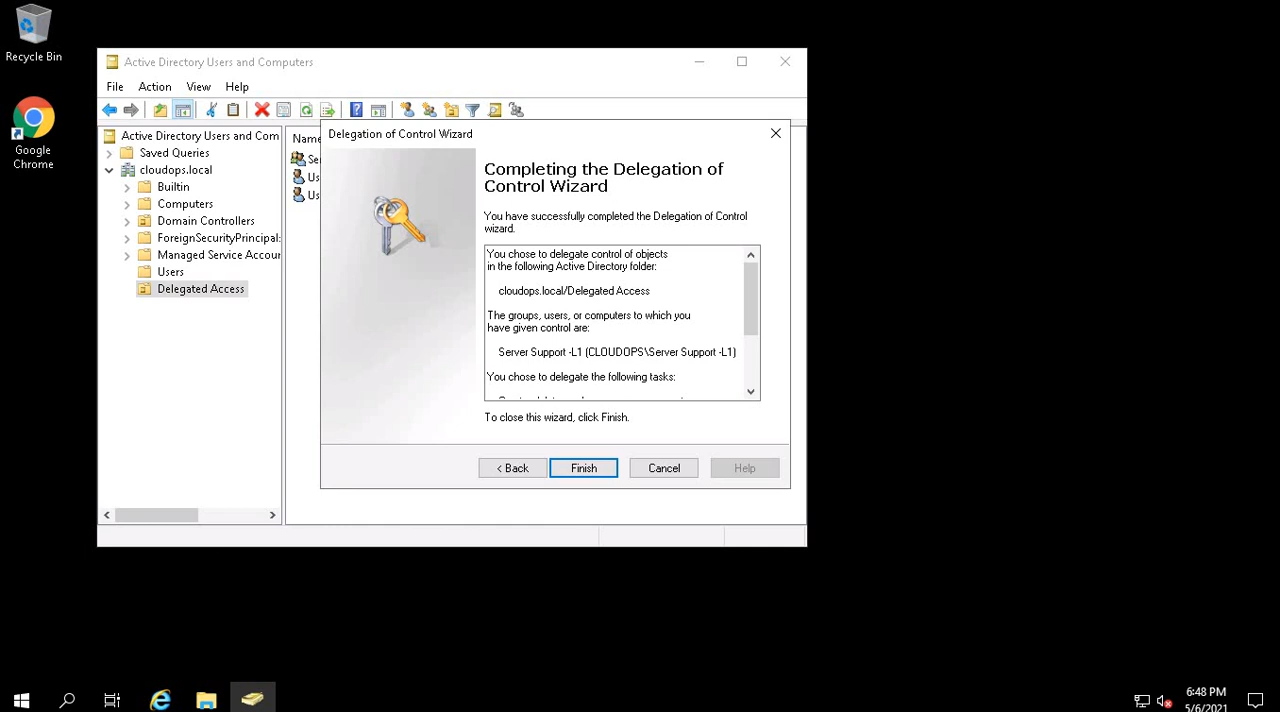 Recycle Bin
Google
Chrome
Active Directory Users and Computers
File Action View Help
Active Directory Users and Com
Saved Queries
cloudops.local
Builtin
Computers
Domain Controllers
ForeignSecurityPrincipal:
Managed Service Accour
Users
Delegated Access
Name
Se
Us
Us
Delegation of Control Wizard
Completing the Delegation of
Control Wizard
You have successfully completed the Delegation of Control
wizard.
You chose to delegate control of objects
in the following Active Directory folder:
cloudops.local/Delegated Access
The groups, users, or computers to which you
have given control are:
Server Support -L1 (CLOUDOPS\Server Support -L1)
You chose to delegate the following tasks:
To close this wizard, click Finish.
< Back Finish Cancel Help
6:48 PM
5/6/2021